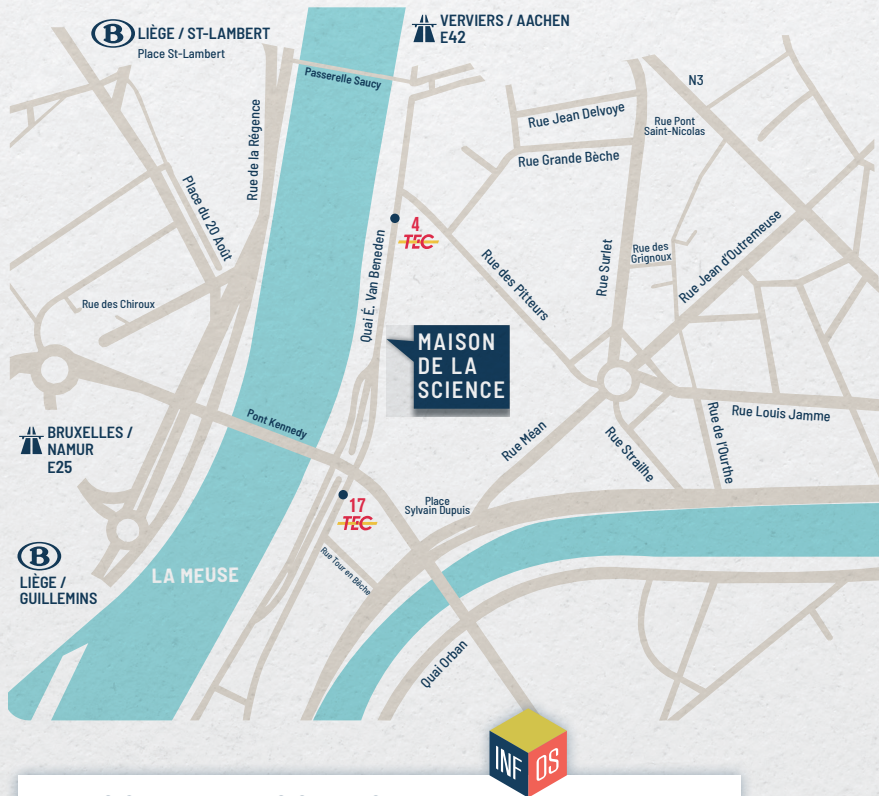 B LIÈGE / ST-LAMBERT
Place St-Lambert
VERVIERS / AACHEN
E42
Passerelle Saucy
N3
Rue de la Régence
Rue Jean Delvoye
Rue Pont
Saint-Nicolas
Rue Grande Bèche
Place du 20 Août
4
TEC
Quai É. Van Beneden
Rue des Pitteurs
Rue Surlet
Rue des
Grignoux
Rue Jean d'Outremeuse
Rue des Chiroux
MAISON
DE LA
SCIENCE
Pont Kennedy
Rue Méan
Rue Strailhe
Rue de l'Ourthe
Rue Louis Jamme
BRUXELLES /
NAMUR
E25
17
TEC
Place
Sylvain Dupuis
Rue Tour en Bêche
B
LIÈGE /
GUILLEMINS
LA MEUSE
Quai Orban
INFOS